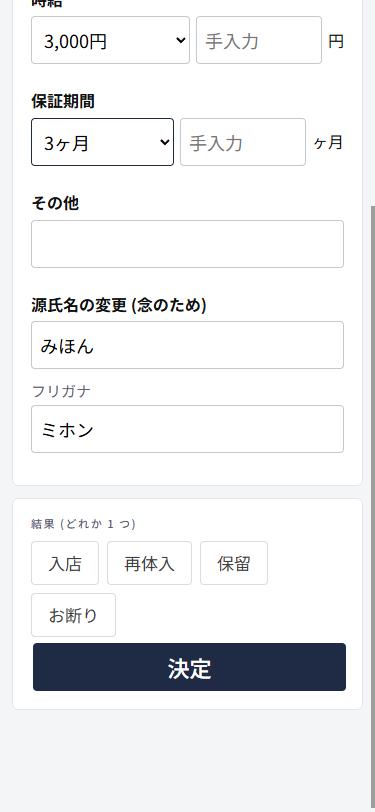 時給
3,000円 手入力 円
保証期間
3ヶ月 手入力 ヶ月
その他
源氏名の変更 (念のため)
みほん
フリガナ
ミホン
結果 (どれか 1 つ)
入店 再体入 保留
お断り
決定